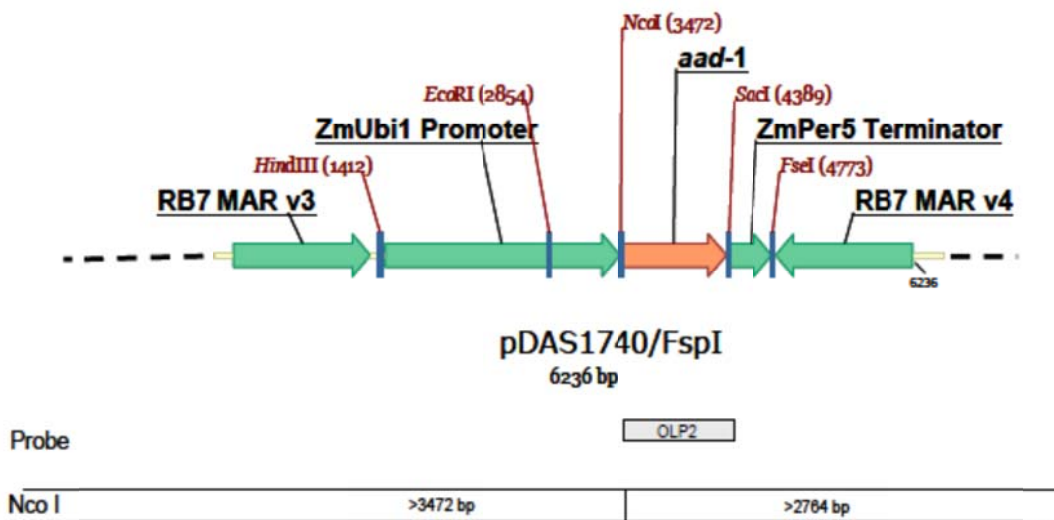 NcoI (3472)
aad-1
EcoRI (2854)
SacI (4389)
ZmUbi1 Promoter
ZmPer5 Terminator
HindIII (1412)
FseI (4773)
RB7 MAR v3
RB7 MAR v4
6236
pDAS1740/FspI
6236 bp
Probe
OLP2
Nco I
>3472 bp
>2764 bp